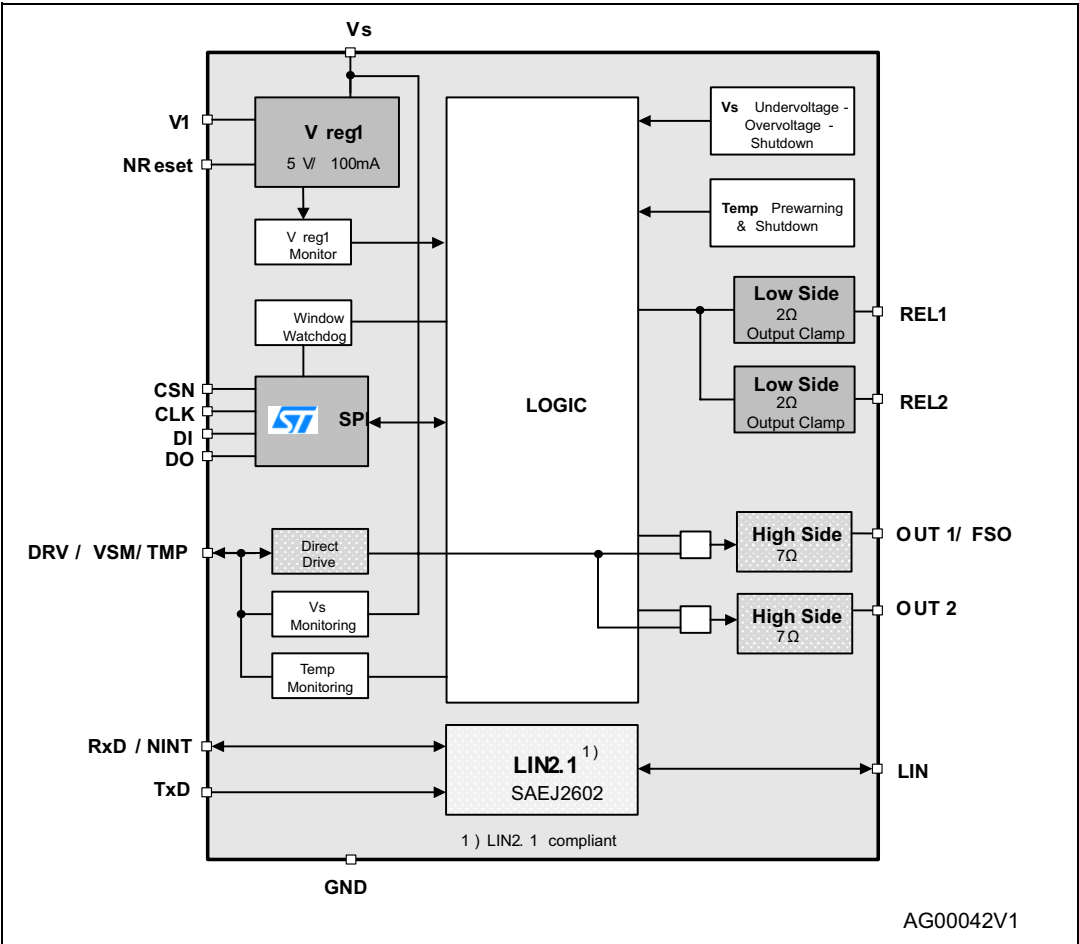 Vs
V1
NReset
V reg1
5 V/ 100mA
V reg1
Monitor
Window
Watchdog
CSN
CLK
DI
DO
ST
SPI
DRV / VSM/ TMP
Direct
Drive
Vs
Monitoring
Temp
Monitoring
RxD / NINT
TxD
LOGIC
Vs Undervoltage -
Overvoltage -
Shutdown
Temp Prewarning
& Shutdown
Low Side
2Ω
Output Clamp
REL1
Low Side
2Ω
Output Clamp
REL2
High Side
7Ω
OUT 1/ FSO
High Side
7Ω
OUT 2
LIN2.1 1)
SAEJ2602
LIN
1) LIN2. 1 compliant
GND
AG00042V1